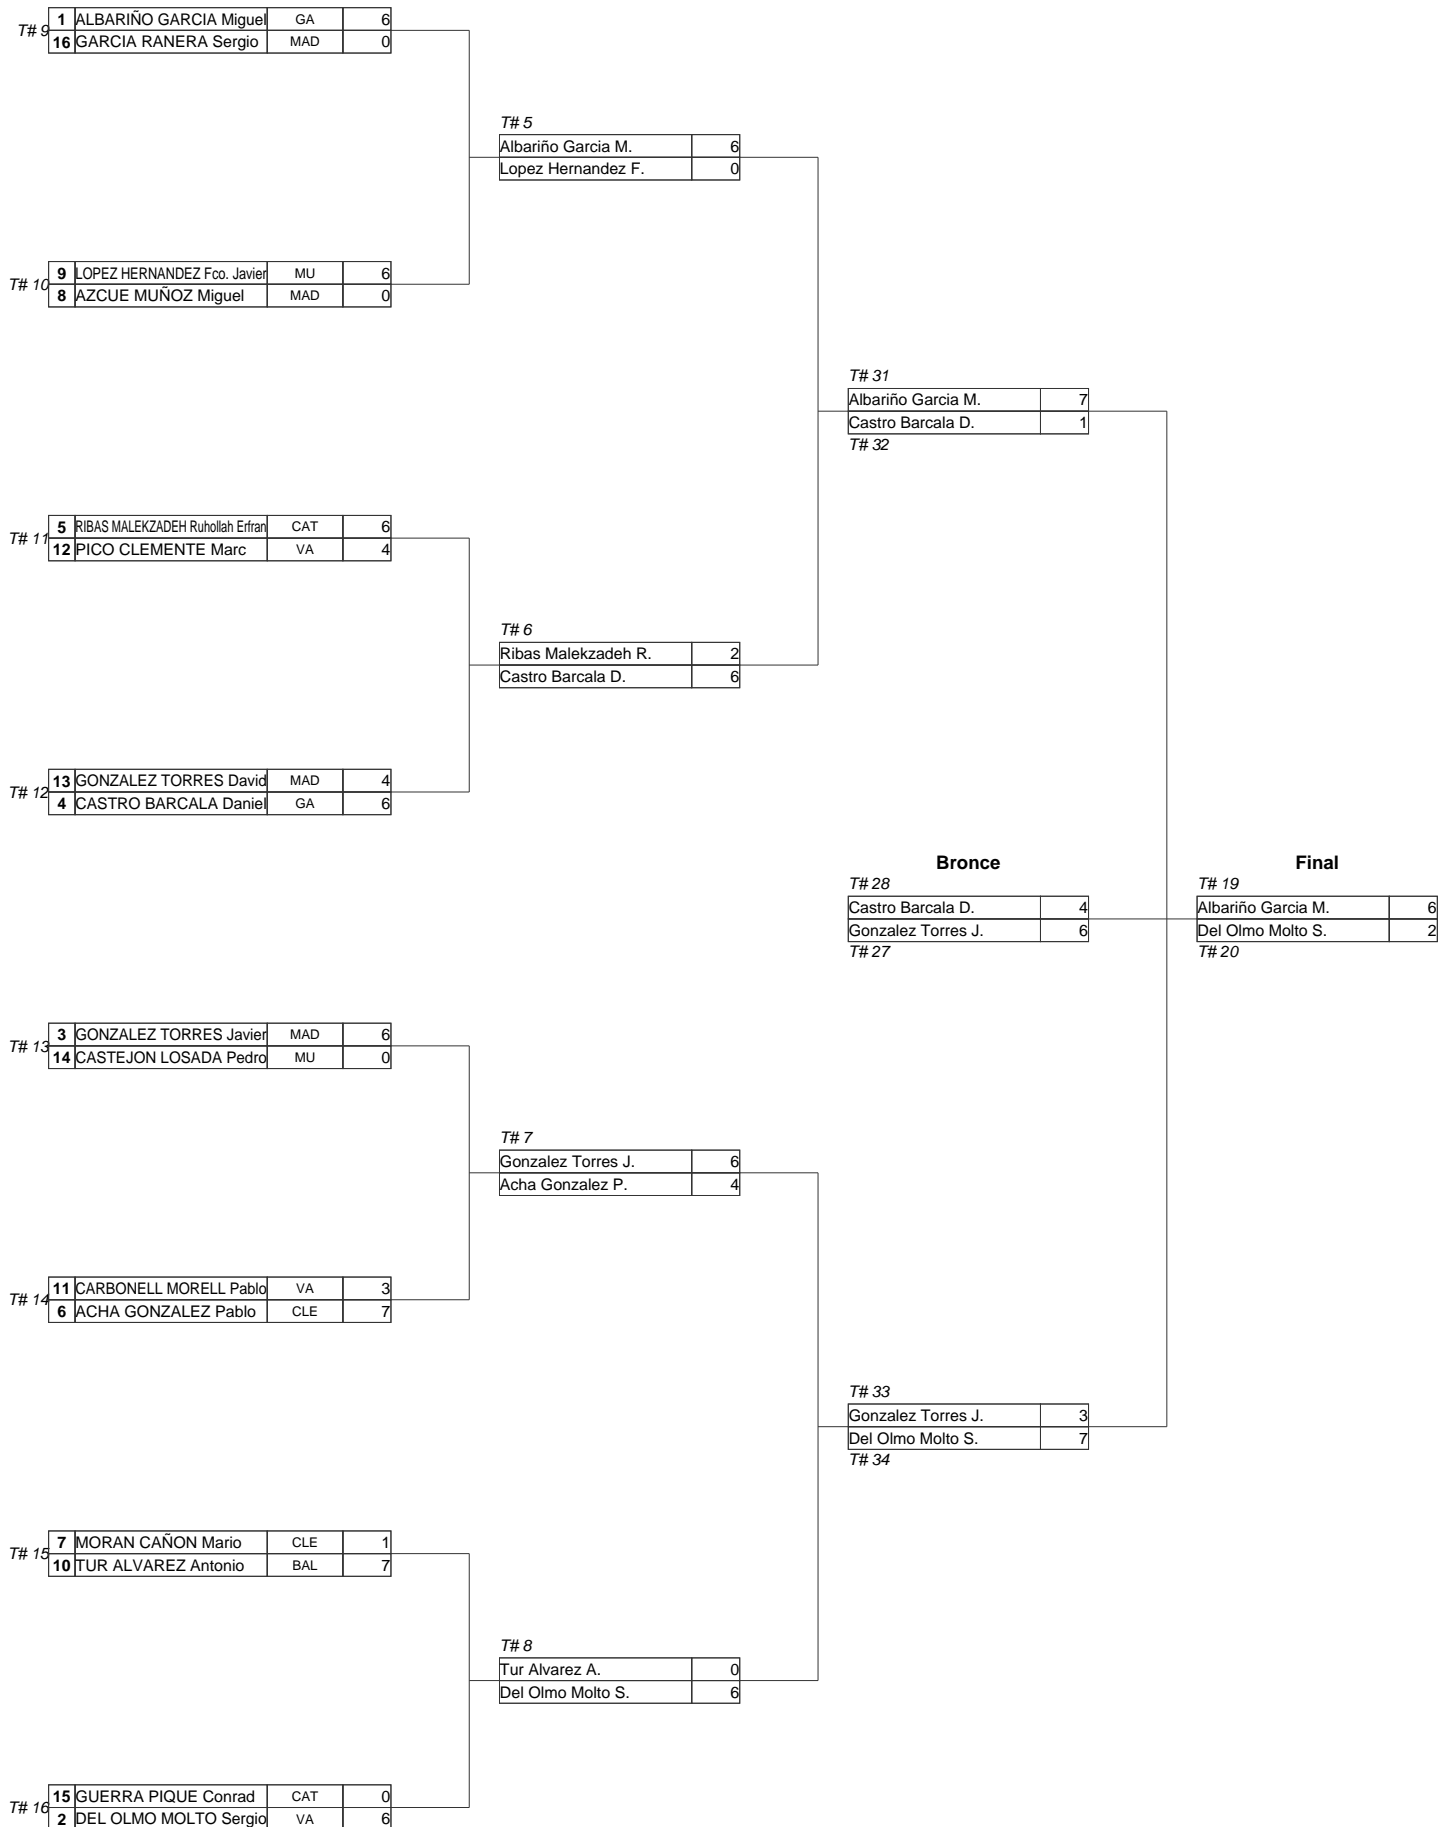 T# 9
1 ALBARIÑO GARCIA Miguel GA 6
16 GARCIA RANERA Sergio MAD 0
T# 5
Albariño Garcia M. 6
Lopez Hernandez F. 0
T# 10
9 LOPEZ HERNANDEZ Fco. Javier MU 6
8 AZCUE MUÑOZ Miguel MAD 0
T# 31
Albariño Garcia M. 7
Castro Barcala D. 1
T# 32
T# 11
5 RIBAS MALEKZADEH Ruhollah Erfran CAT 6
12 PICO CLEMENTE Marc VA 4
T# 6
Ribas Malekzadeh R. 2
Castro Barcala D. 6
T# 12
13 GONZALEZ TORRES David MAD 4
4 CASTRO BARCALA Daniel GA 6
Bronce
T# 28
Castro Barcala D. 4
Gonzalez Torres J. 6
T# 27
Final
T# 19
Albariño Garcia M. 6
Del Olmo Molto S. 2
T# 20
T# 13
3 GONZALEZ TORRES Javier MAD 6
14 CASTEJON LOSADA Pedro MU 0
T# 7
Gonzalez Torres J. 6
Acha Gonzalez P. 4
T# 14
11 CARBONELL MORELL Pablo VA 3
6 ACHA GONZALEZ Pablo CLE 7
T# 33
Gonzalez Torres J. 3
Del Olmo Molto S. 7
T# 34
T# 15
7 MORAN CAÑON Mario CLE 1
10 TUR ALVAREZ Antonio BAL 7
T# 8
Tur Alvarez A. 0
Del Olmo Molto S. 6
T# 16
15 GUERRA PIQUE Conrad CAT 0
2 DEL OLMO MOLTO Sergio VA 6